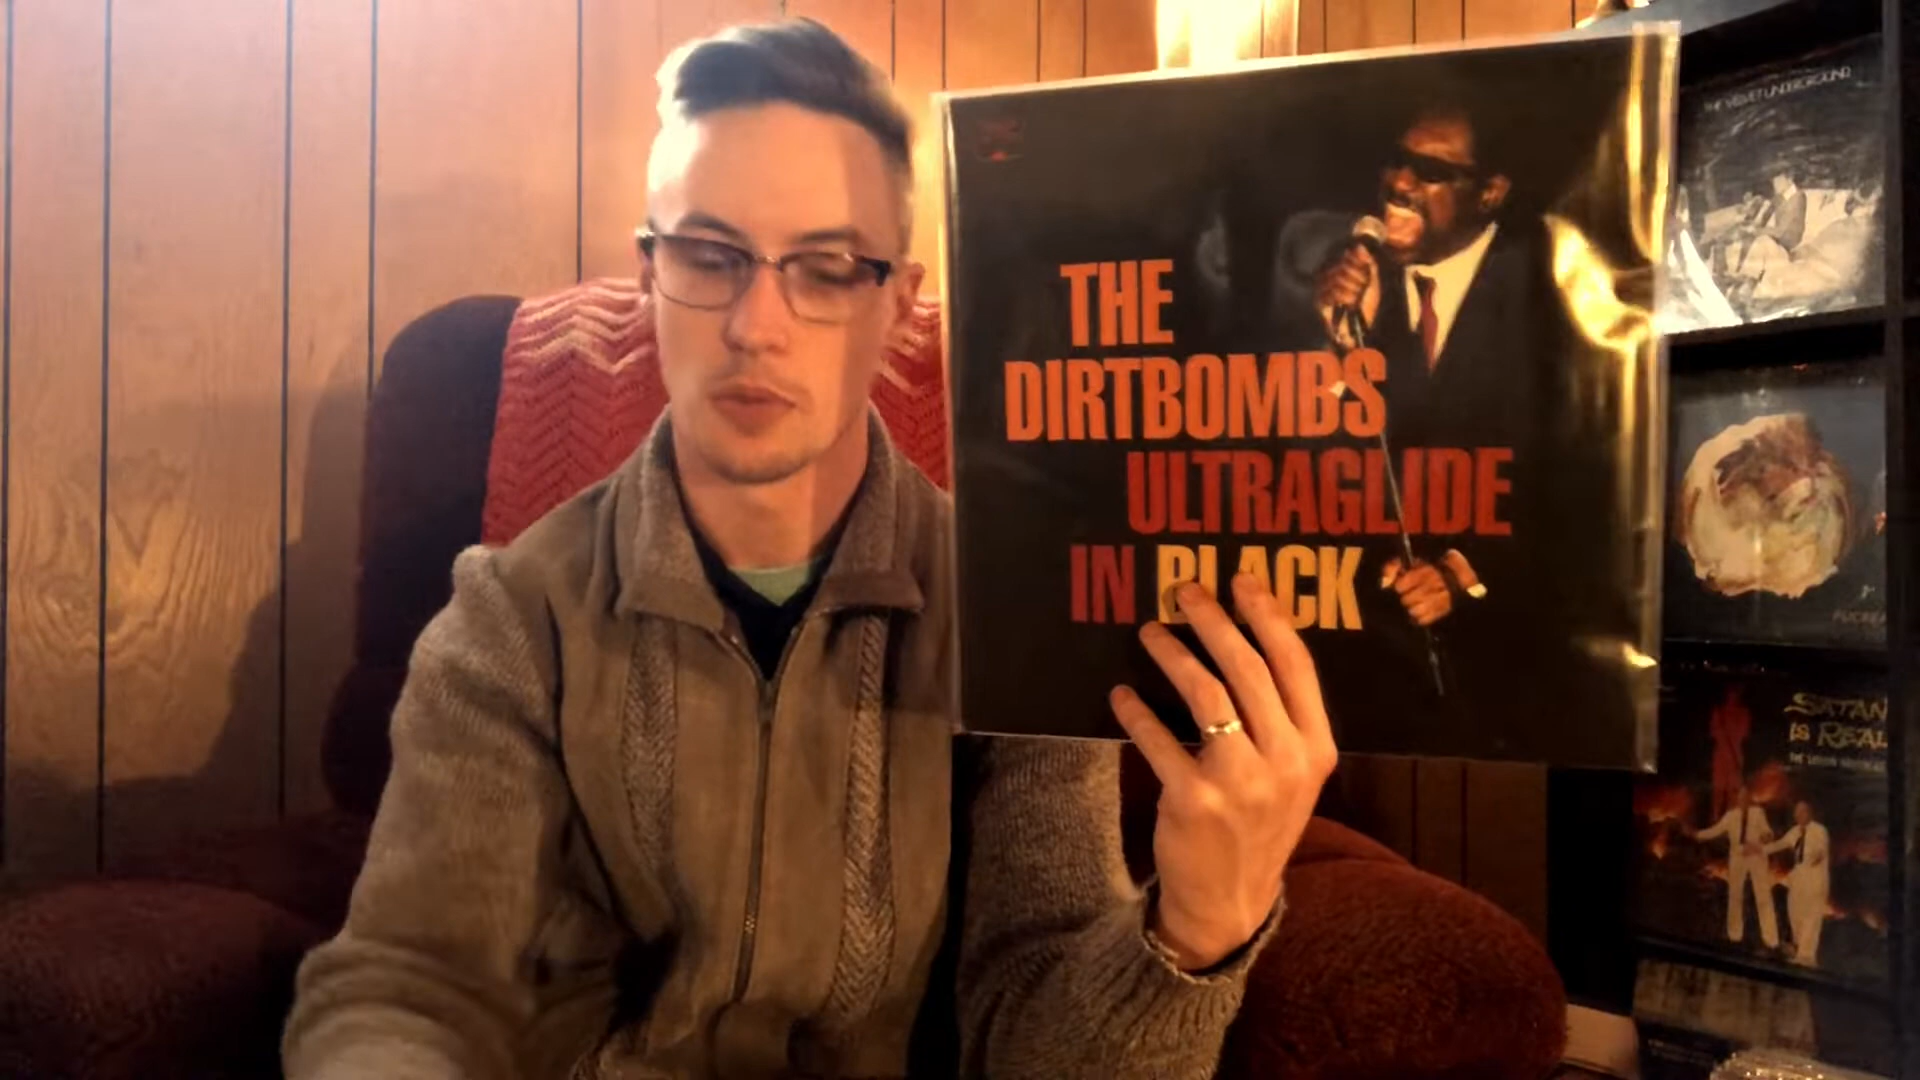 THE
DIRTBOMBS
ULTRAGLIDE
IN BLACK
THE VELVET UNDERGROUND
SATAN
IS REAL